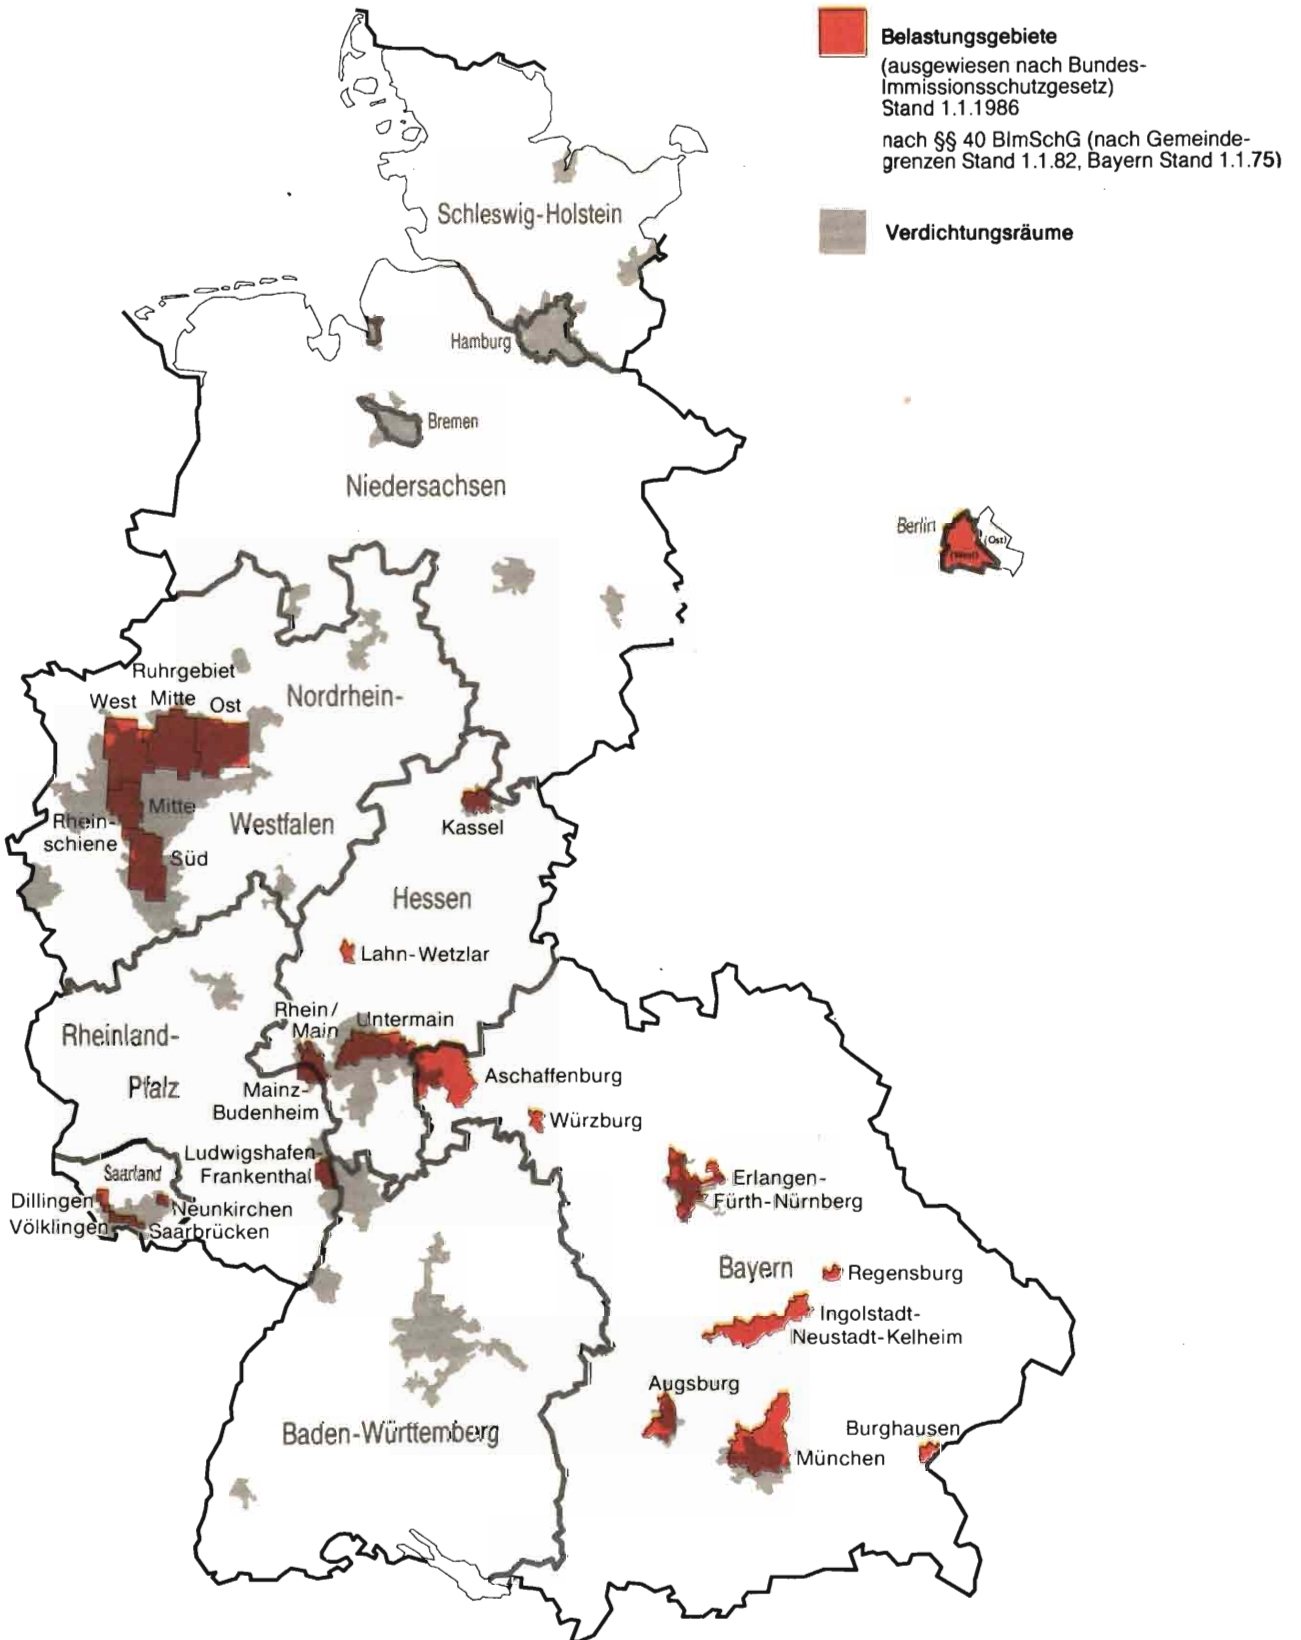 Belastungsgebiete
(ausgewiesen nach Bundes-
Immissionsschutzgesetz)
Stand 1.1.1986
nach §§ 40 BImSchG (nach Gemeinde-
grenzen Stand 1.1.82, Bayern Stand 1.1.75)
Verdichtungsräume
Schleswig-Holstein
Hamburg
Bremen
Niedersachsen
Berlin
(West)
(Ost)
Ruhrgebiet
West Mitte Ost
Nordrhein-
Westfalen
Mitte
Rhein-
schiene
Süd
Kassel
Hessen
Lahn-Wetzlar
Rhein/
Main
Untermain
Rheinland-
Pfalz
Mainz-
Budenheim
Aschaffenburg
Würzburg
Ludwigshafen-
Frankenthal
Saarland
Dillingen
Völklingen
Neunkirchen
Saarbrücken
Erlangen-
Fürth-Nürnberg
Bayern
Regensburg
Ingolstadt-
Neustadt-Kelheim
Augsburg
Baden-Württemberg
München
Burghausen